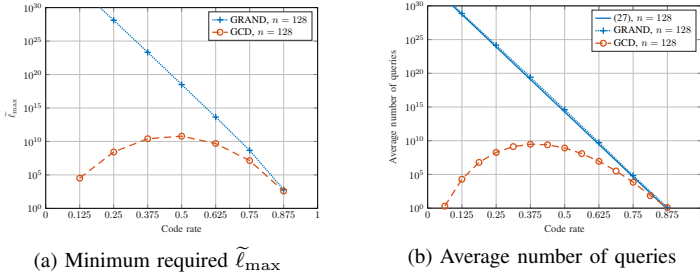 10^30
10^25
10^20
10^15
10^10
10^5
10^0
ℓ̃max
GRAND, n = 128
GCD, n = 128
0 0.125 0.25 0.375 0.5 0.625 0.75 0.875 1
Code rate
(a) Minimum required ℓ̃max
10^30
10^25
10^20
10^15
10^10
10^5
10^0
Average number of queries
(27), n = 128
GRAND, n = 128
GCD, n = 128
0 0.125 0.25 0.375 0.5 0.625 0.75 0.875 1
Code rate
(b) Average number of queries